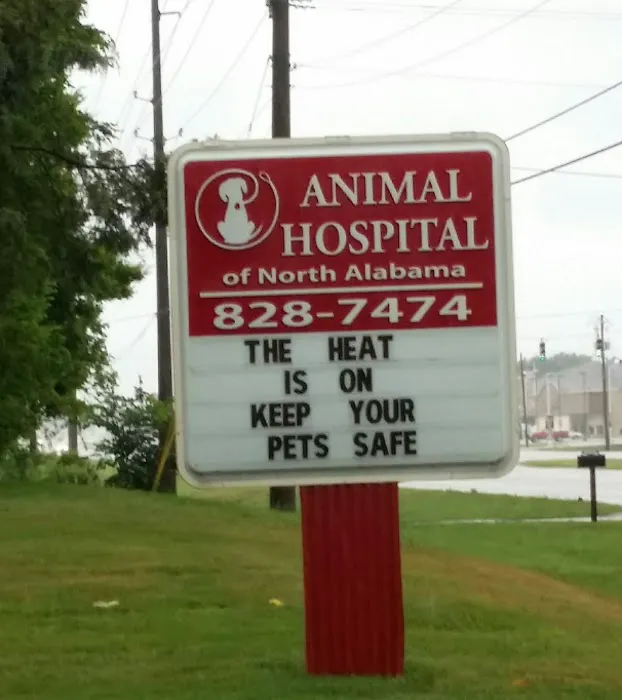 ANIMAL
HOSPITAL
of North Alabama
828-7474
THE HEAT
IS ON
KEEP YOUR
PETS SAFE